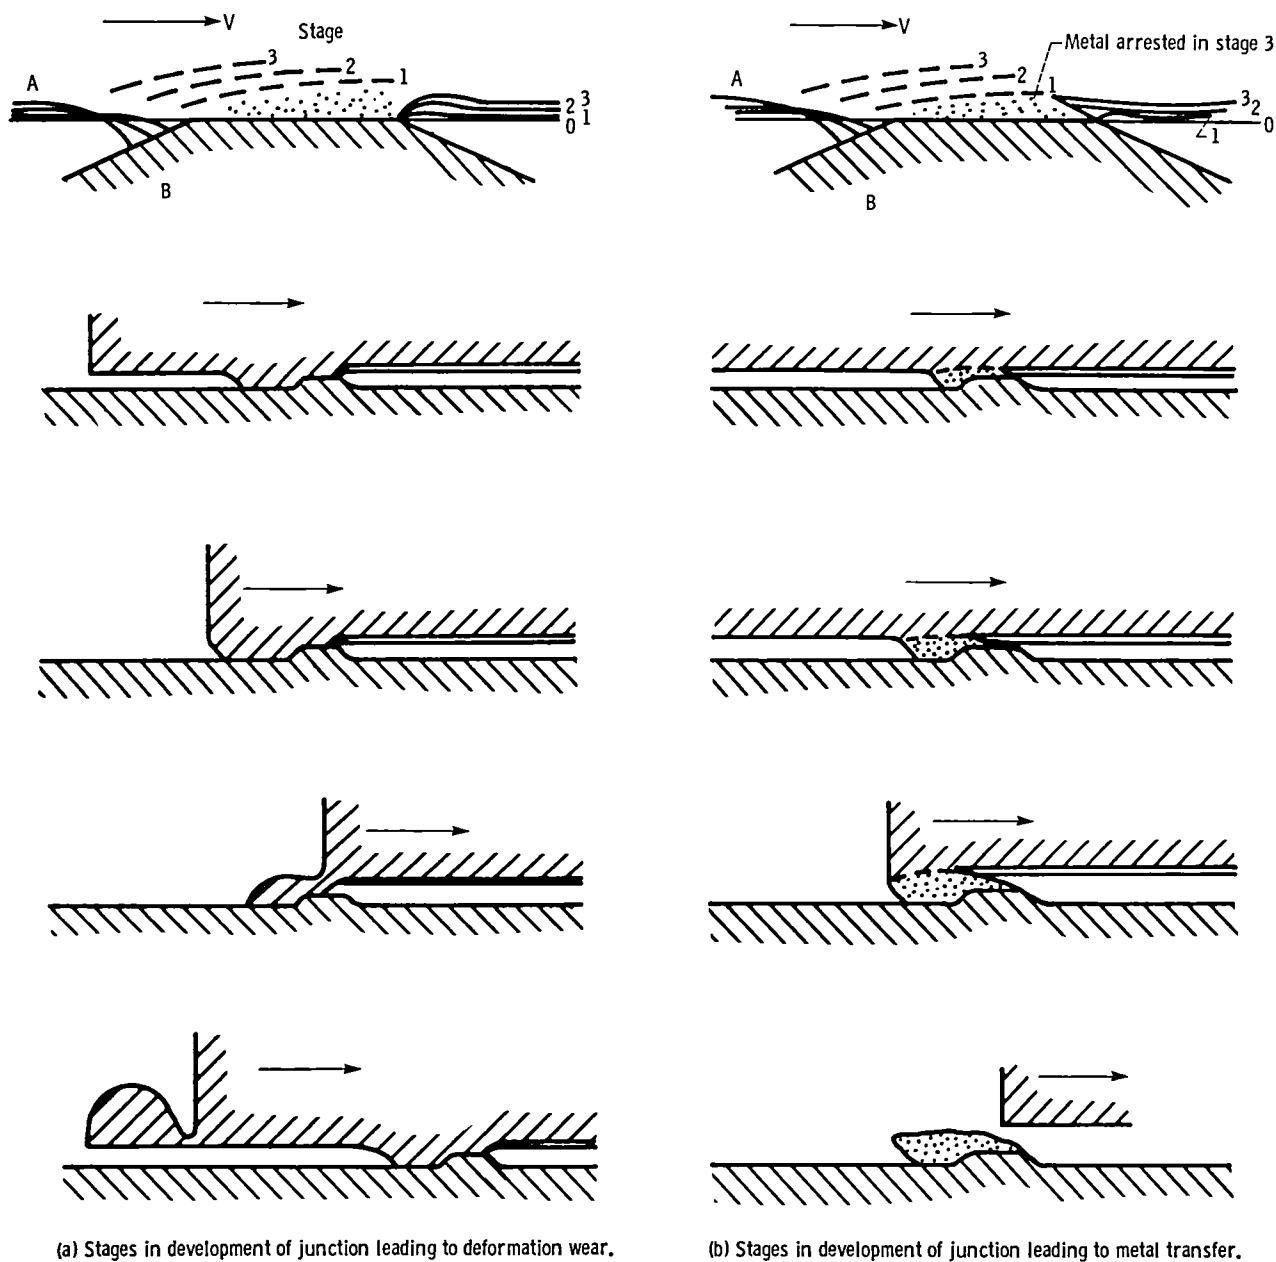 V
Stage
3
2
1
A
3
2
1
0
B
V
Metal arrested in stage 3
3
2
1
A
3
2
0
1
B
(a) Stages in development of junction leading to deformation wear.
(b) Stages in development of junction leading to metal transfer.